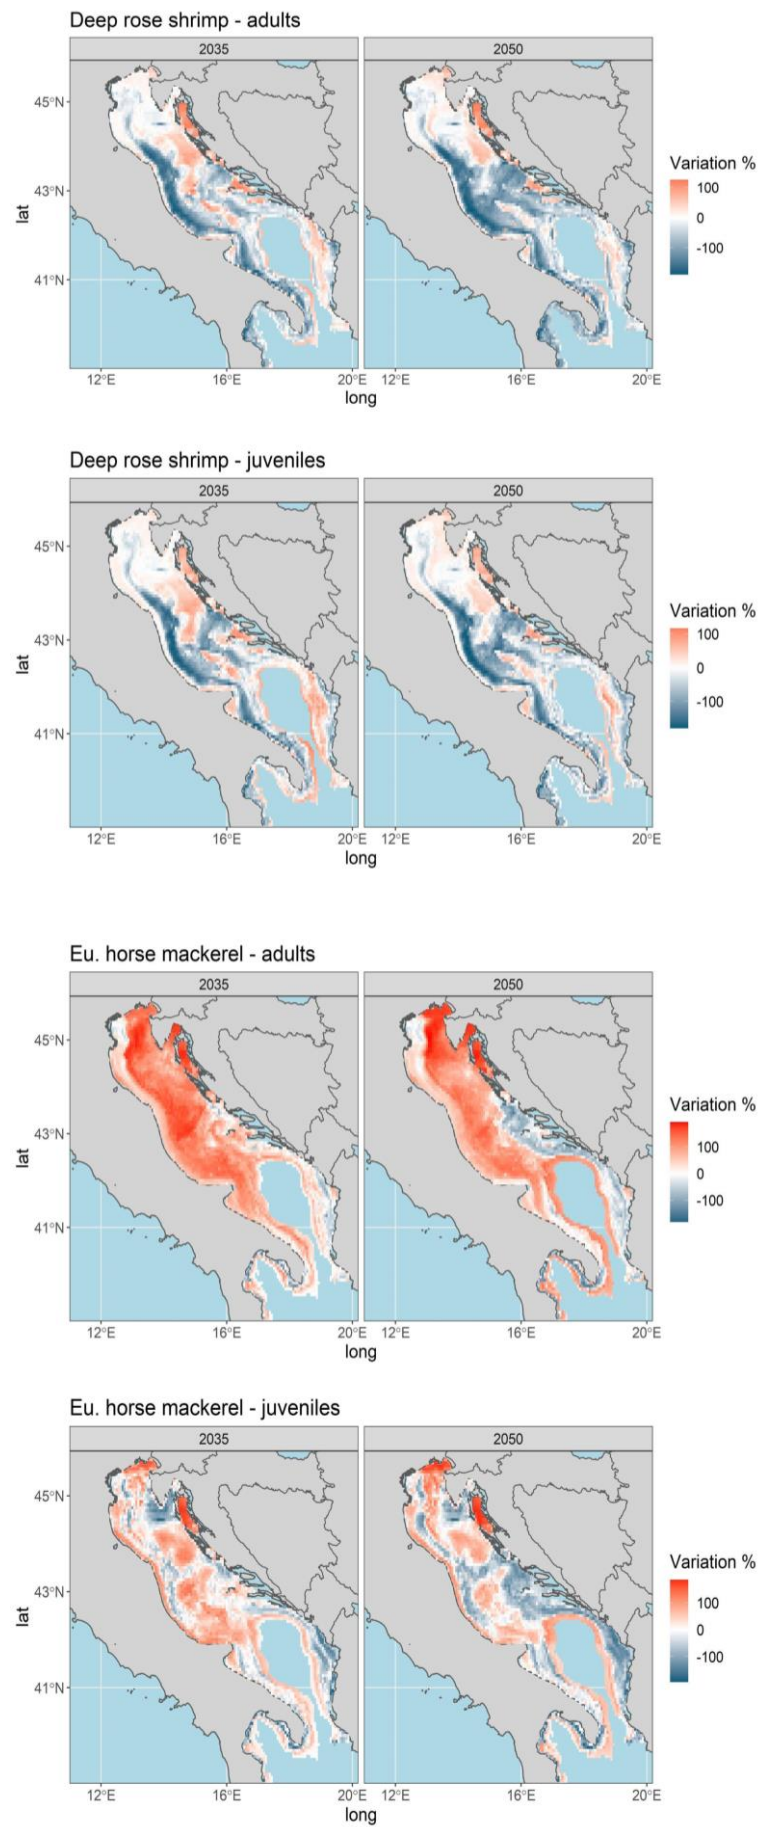 Deep rose shrimp - adults
2035 2050
45°N
43°N
41°N
lat
12°E 16°E 20°E 12°E 16°E 20°E
long
Variation %
100
0
-100
Deep rose shrimp - juveniles
2035 2050
45°N
43°N
41°N
lat
12°E 16°E 20°E 12°E 16°E 20°E
long
Variation %
100
0
-100
Eu. horse mackerel - adults
2035 2050
45°N
43°N
41°N
lat
12°E 16°E 20°E 12°E 16°E 20°E
long
Variation %
100
0
-100
Eu. horse mackerel - juveniles
2035 2050
45°N
43°N
41°N
lat
12°E 16°E 20°E 12°E 16°E 20°E
long
Variation %
100
0
-100